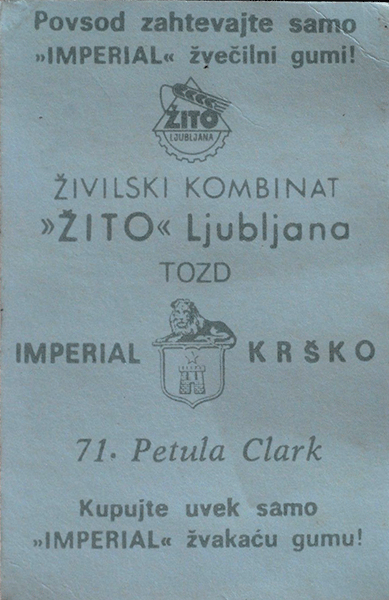 Povsod zahtevajte samo
»IMPERIAL« žvečilni gumi!
ŽITO
LJUBLJANA
ŽIVILSKI KOMBINAT
»ŽITO« Ljubljana
TOZD
IMPERIAL KRŠKO
71. Petula Clark
Kupujte uvek samo
»IMPERIAL« žvakaću gumu!